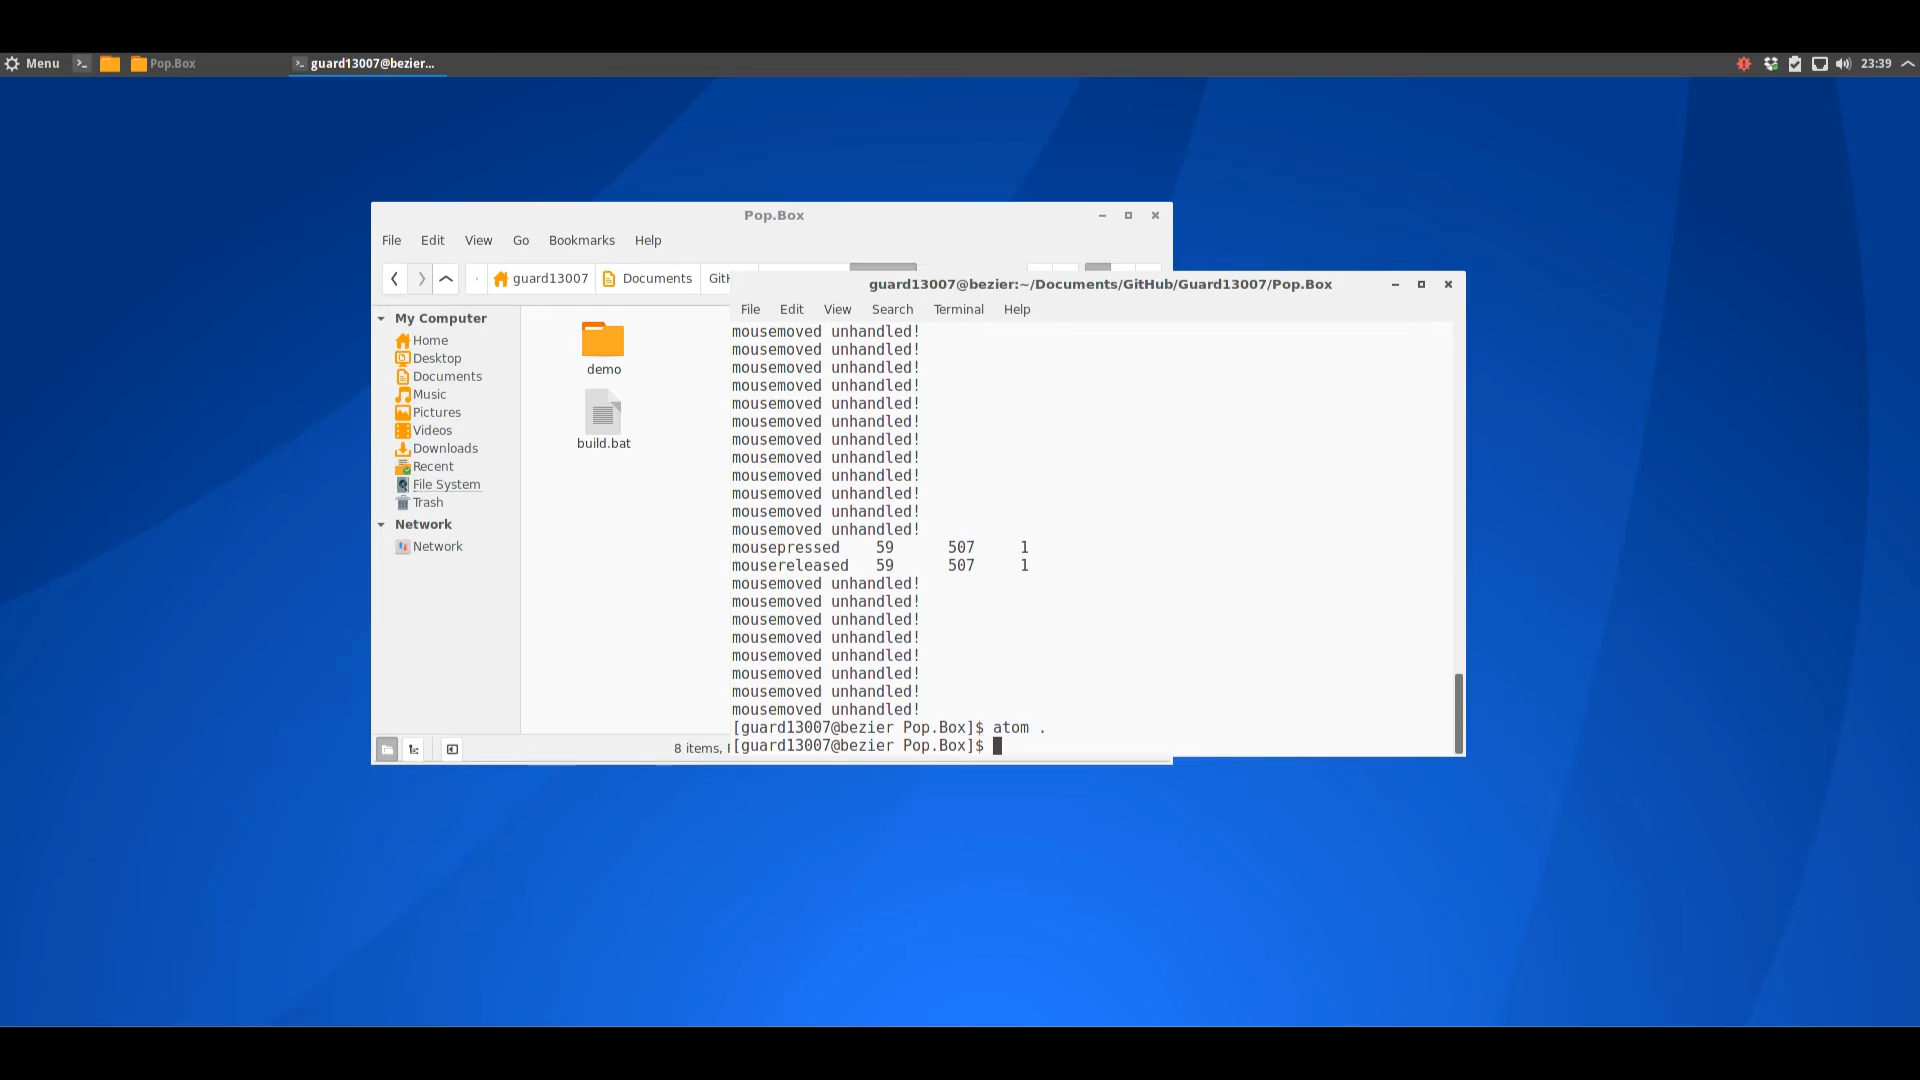 Menu
Pop.Box
guard13007@bezier...
23:39
Pop.Box
File Edit View Go Bookmarks Help
guard13007 Documents
My Computer
Home
Desktop
Documents
Music
Pictures
Videos
Downloads
Recent
File System
Trash
Network
Network
demo
build.bat
8 items,
guard13007@bezier:~/Documents/GitHub/Guard13007/Pop.Box
File Edit View Search Terminal Help
mousemoved unhandled!
mousemoved unhandled!
mousemoved unhandled!
mousemoved unhandled!
mousemoved unhandled!
mousemoved unhandled!
mousemoved unhandled!
mousemoved unhandled!
mousemoved unhandled!
mousemoved unhandled!
mousemoved unhandled!
mousemoved unhandled!
mousepressed 59 507 1
mousereleased 59 507 1
mousemoved unhandled!
mousemoved unhandled!
mousemoved unhandled!
mousemoved unhandled!
mousemoved unhandled!
mousemoved unhandled!
mousemoved unhandled!
mousemoved unhandled!
[guard13007@bezier Pop.Box]$ atom .
[guard13007@bezier Pop.Box]$